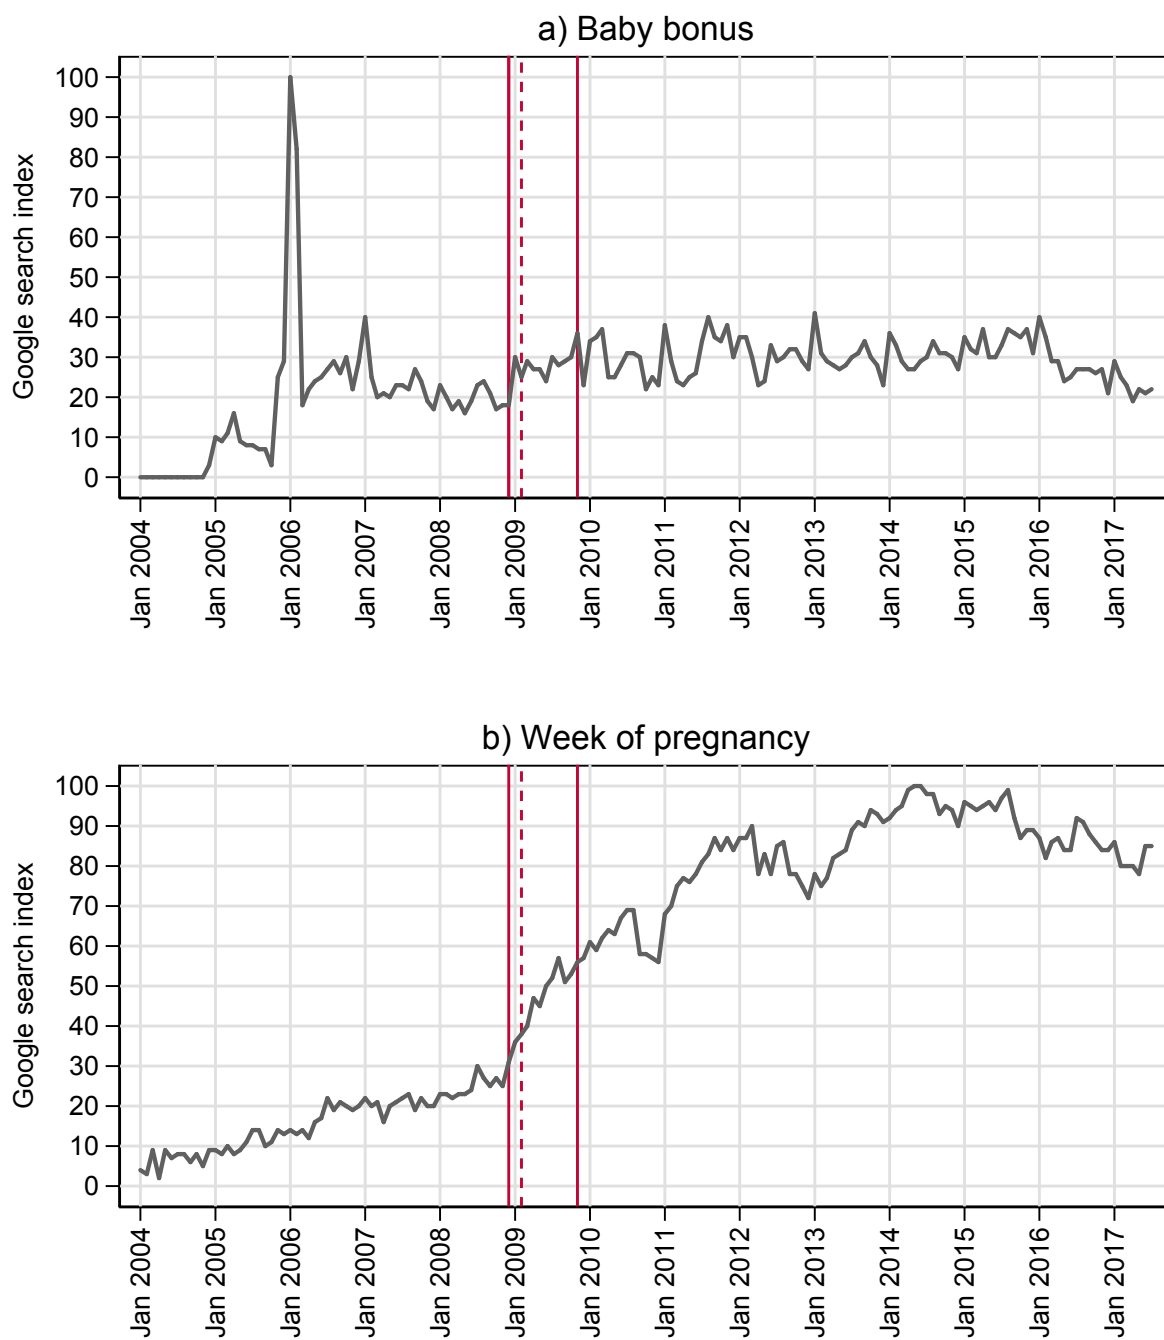 a) Baby bonus
Google search index
100
90
80
70
60
50
40
30
20
10
0
Jan 2004
Jan 2005
Jan 2006
Jan 2007
Jan 2008
Jan 2009
Jan 2010
Jan 2011
Jan 2012
Jan 2013
Jan 2014
Jan 2015
Jan 2016
Jan 2017
b) Week of pregnancy
Google search index
100
90
80
70
60
50
40
30
20
10
0
Jan 2004
Jan 2005
Jan 2006
Jan 2007
Jan 2008
Jan 2009
Jan 2010
Jan 2011
Jan 2012
Jan 2013
Jan 2014
Jan 2015
Jan 2016
Jan 2017